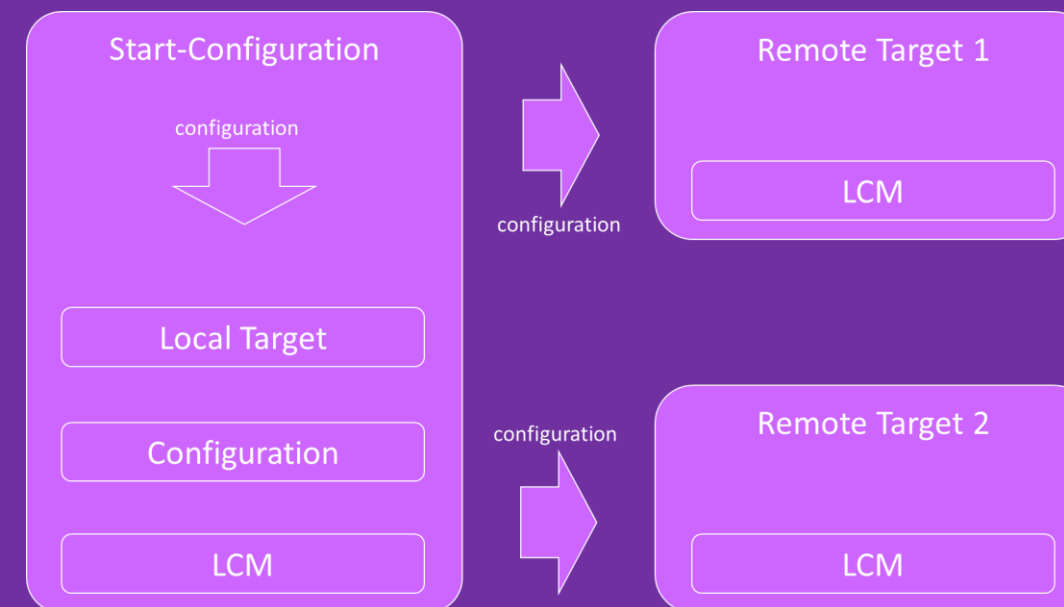 Start-Configuration
configuration
Local Target
Configuration
LCM
configuration
Remote Target 1
LCM
configuration
Remote Target 2
LCM